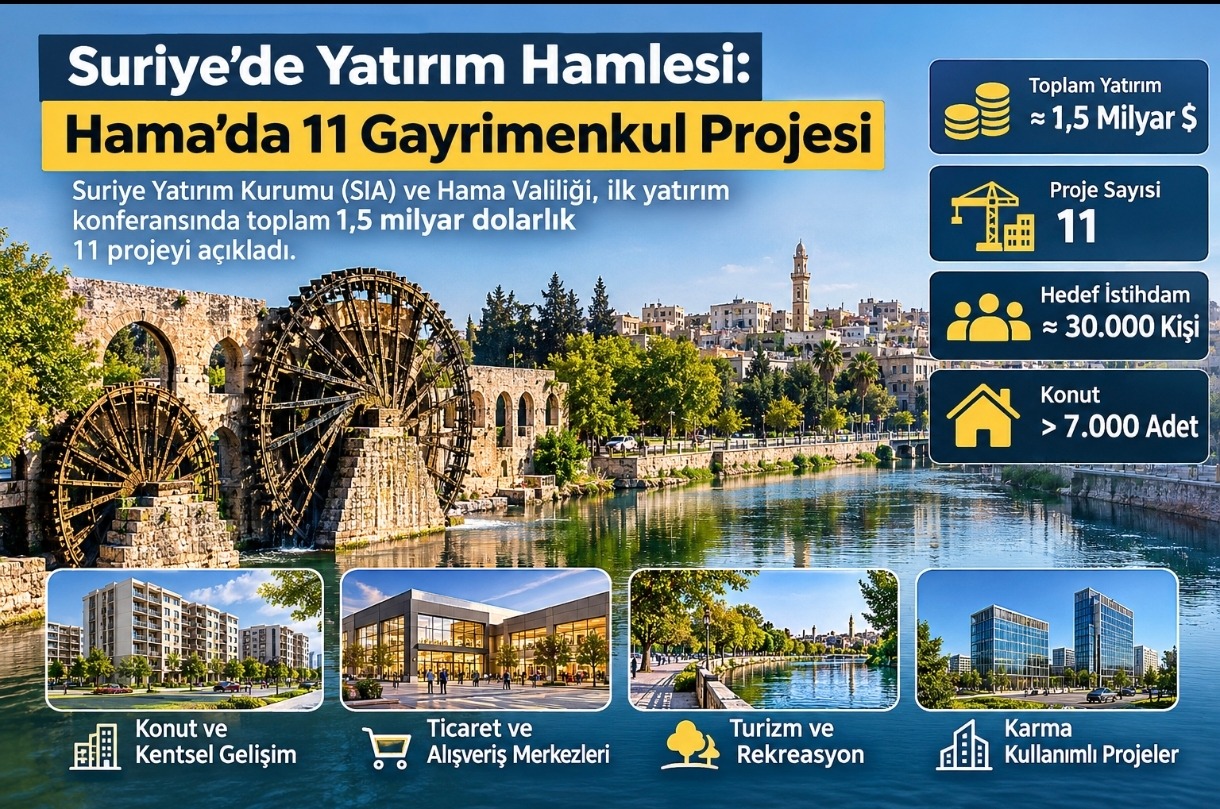 Suriye'de Yatırım Hamlesi:
Hama'da 11 Gayrimenkul Projesi
Suriye Yatırım Kurumu (SIA) ve Hama Valiliği, ilk yatırım
konferansında toplam 1,5 milyar dolarlık
11 projeyi açıkladı.
Toplam Yatırım
≈ 1,5 Milyar $
Proje Sayısı
11
Hedef İstihdam
≈ 30.000 Kişi
Konut
> 7.000 Adet
Konut ve
Kentsel Gelişim
Ticaret ve
Alışveriş Merkezleri
Turizm ve
Rekreasyon
Karma
Kullanımlı Projeler